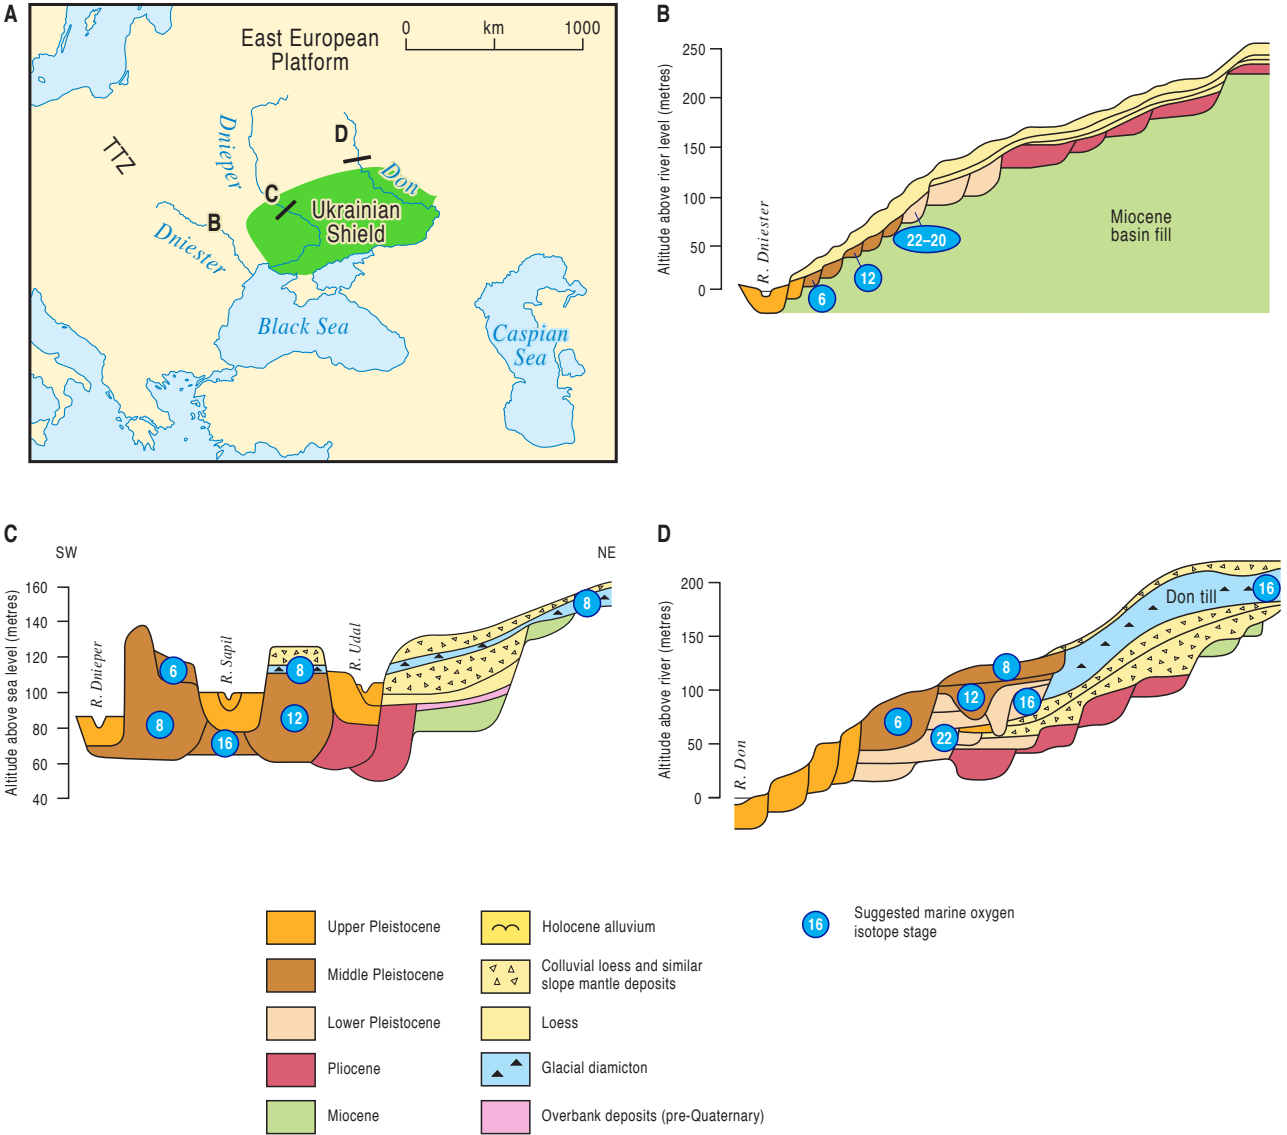 A
East European
Platform
0
km
1000
TTZ
Dnieper
D
Don
C
Ukrainian
Shield
B
Dniester
Black Sea
Caspian
Sea
B
Altitude above river level (metres)
250
200
150
100
50
0
R. Dniester
22–20
12
6
Miocene
basin fill
C
SW
NE
Altitude above sea level (metres)
160
140
120
100
80
60
40
R. Dnieper
R. Sapil
R. Udal
6
8
16
8
12
8
D
Altitude above river (metres)
200
150
100
50
0
R. Don
Don till
16
8
12
16
6
22
Upper Pleistocene
Middle Pleistocene
Lower Pleistocene
Pliocene
Miocene
Holocene alluvium
Colluvial loess and similar
slope mantle deposits
Loess
Glacial diamicton
Overbank deposits (pre-Quaternary)
16
Suggested marine oxygen
isotope stage